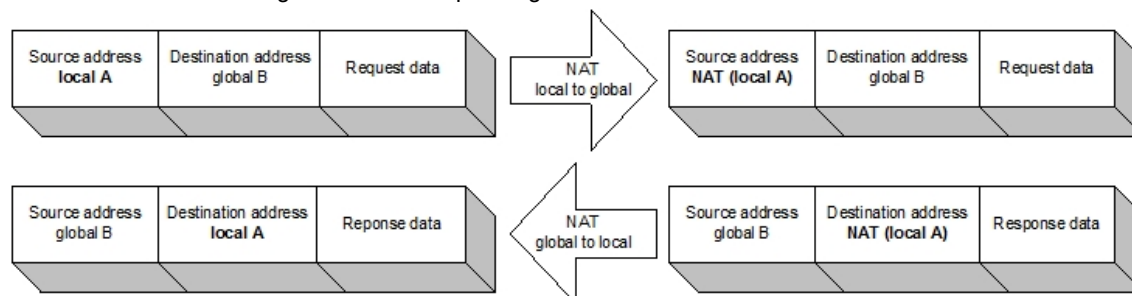 Source address
local A
Destination address
global B
Request data
NAT
local to global
Source address
NAT (local A)
Destination address
global B
Request data
Source address
global B
Destination address
local A
Reponse data
NAT
global to local
Source address
global B
Destination address
NAT (local A)
Response data